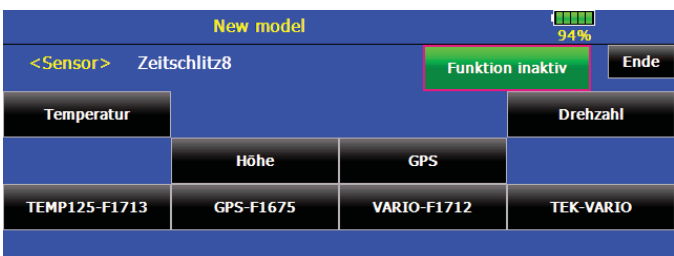 New model 94%
<Sensor> Zeitschlitz8 Funktion inaktiv Ende
Temperatur Drehzahl
Höhe GPS
TEMP125-F1713 GPS-F1675 VARIO-F1712 TEK-VARIO